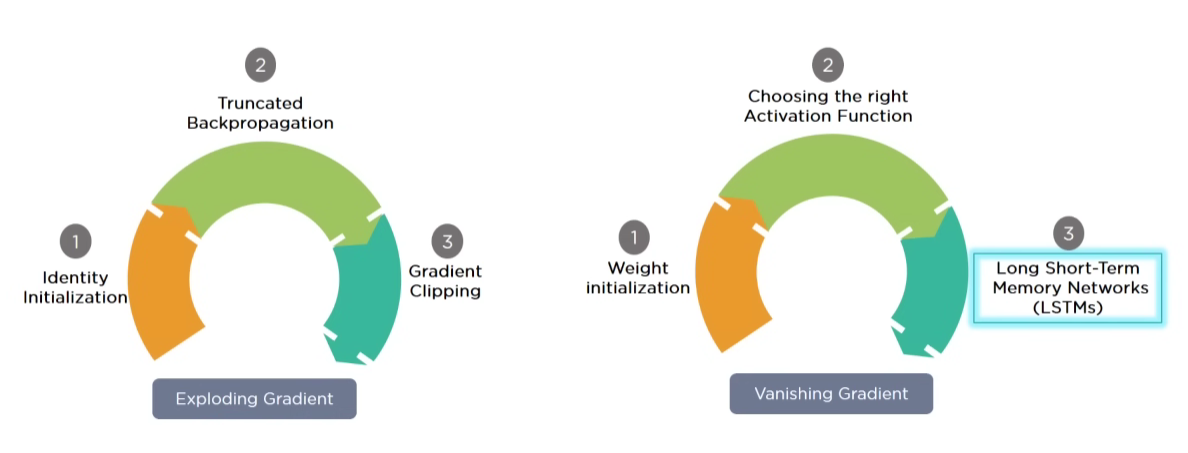 2
Truncated
Backpropagation
1
Identity
Initialization
3
Gradient
Clipping
Exploding Gradient
2
Choosing the right
Activation Function
1
Weight
initialization
3
Long Short-Term
Memory Networks
(LSTMs)
Vanishing Gradient